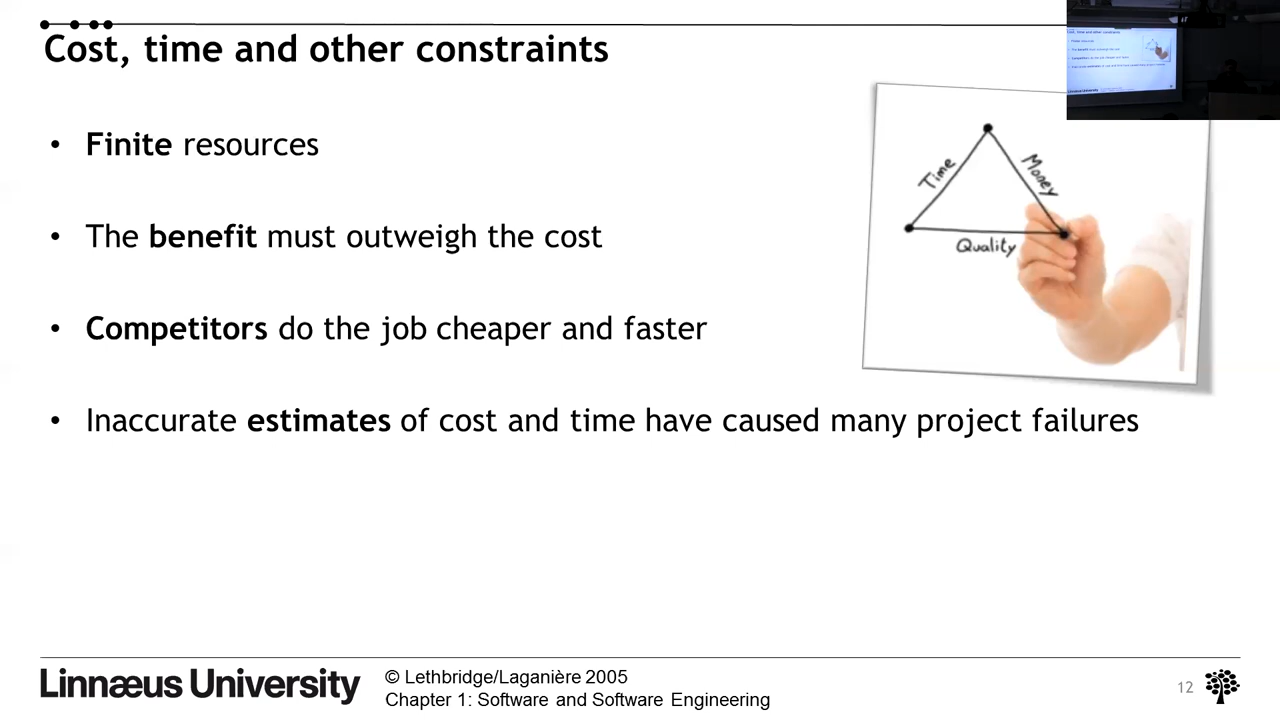 Cost, time and other constraints
• Finite resources
• The benefit must outweigh the cost
• Competitors do the job cheaper and faster
• Inaccurate estimates of cost and time have caused many project failures
Time
Money
Quality
Linnæus University
© Lethbridge/Laganière 2005
Chapter 1: Software and Software Engineering
12